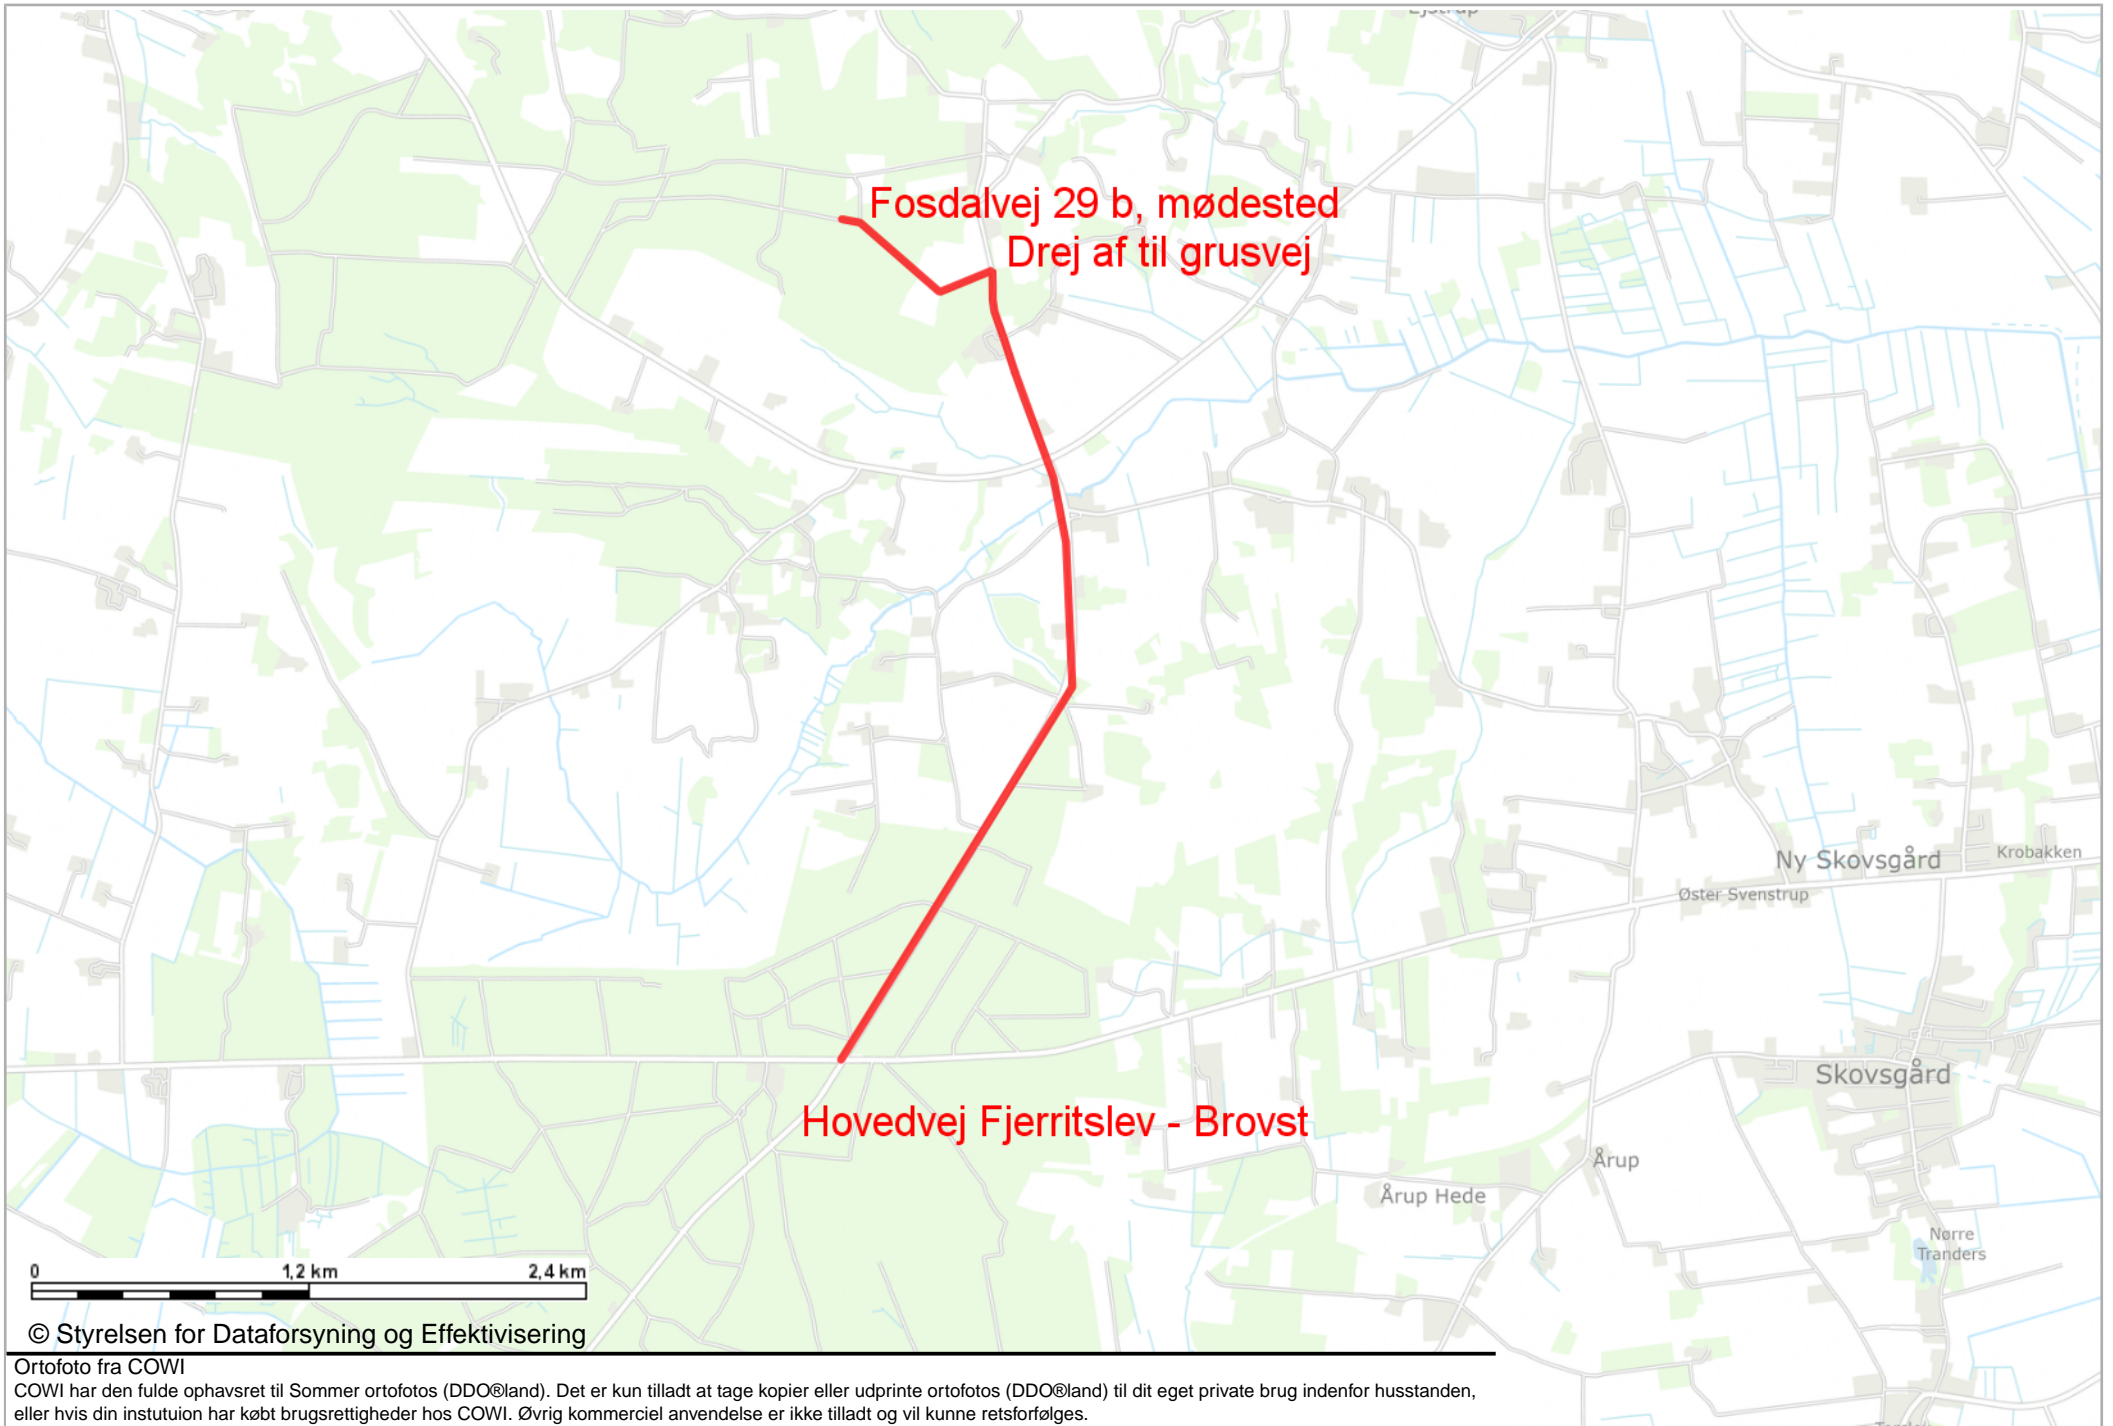 Ejstrup
Fosdalvej 29 b, mødested
Drej af til grusvej
Ny Skovsgård
Krobakken
Øster Svenstrup
Skovsgård
Hovedvej Fjerritslev - Brovst
Årup
Årup Hede
Nørre
Tranders
0 1,2 km 2,4 km
© Styrelsen for Dataforsyning og Effektivisering
Ortofoto fra COWI
COWI har den fulde ophavsret til Sommer ortofotos (DDO®land). Det er kun tilladt at tage kopier eller udprinte ortofotos (DDO®land) til dit eget private brug indenfor husstanden,
eller hvis din instutuion har købt brugsrettigheder hos COWI. Øvrig kommerciel anvendelse er ikke tilladt og vil kunne retsforfølges.